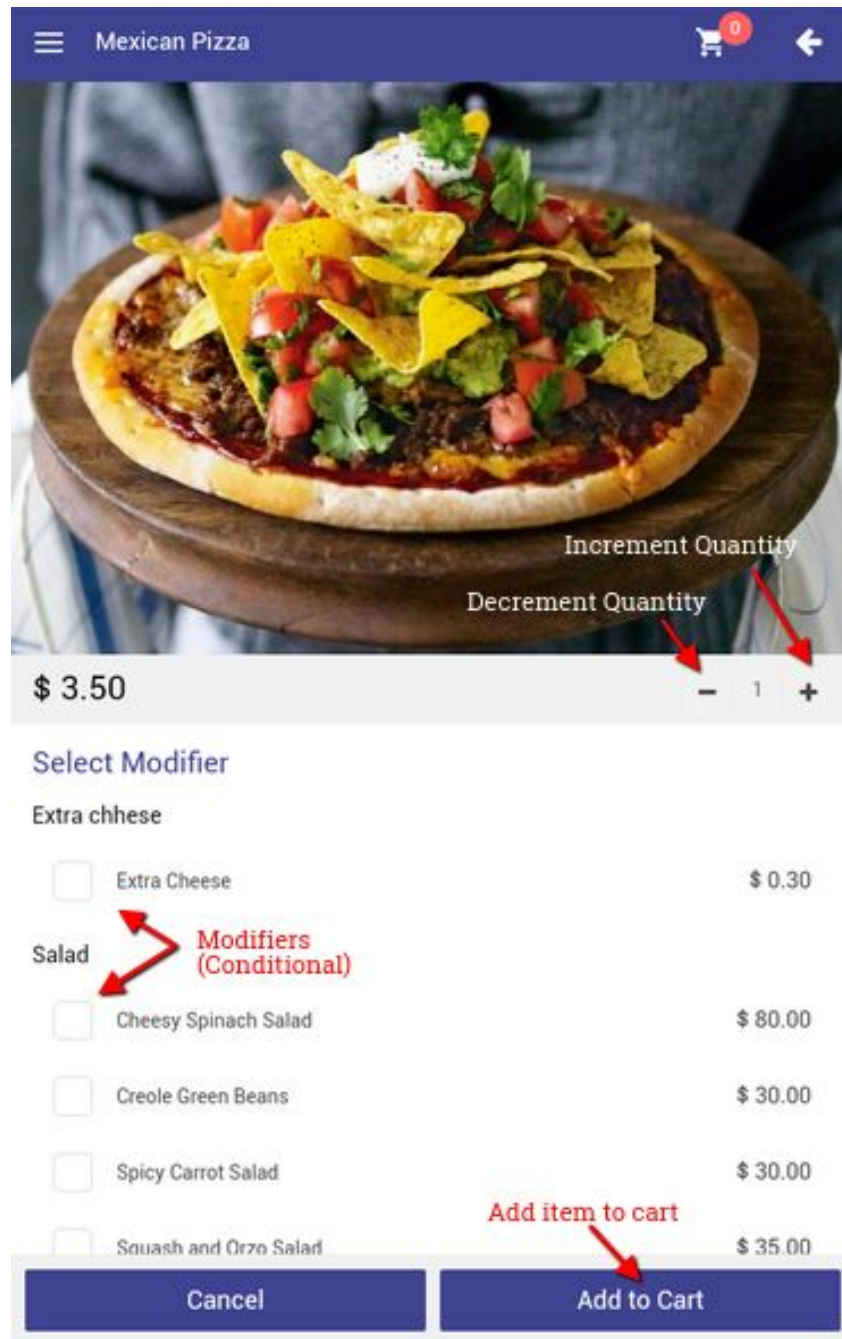 Mexican Pizza
0
Increment Quantity
Decrement Quantity
$ 3.50
1
Select Modifier
Extra chhese
Extra Cheese $ 0.30
Modifiers
(Conditional)
Salad
Cheesy Spinach Salad $ 80.00
Creole Green Beans $ 30.00
Spicy Carrot Salad $ 30.00
Add item to cart
Squash and Orzo Salad $ 35.00
Cancel Add to Cart